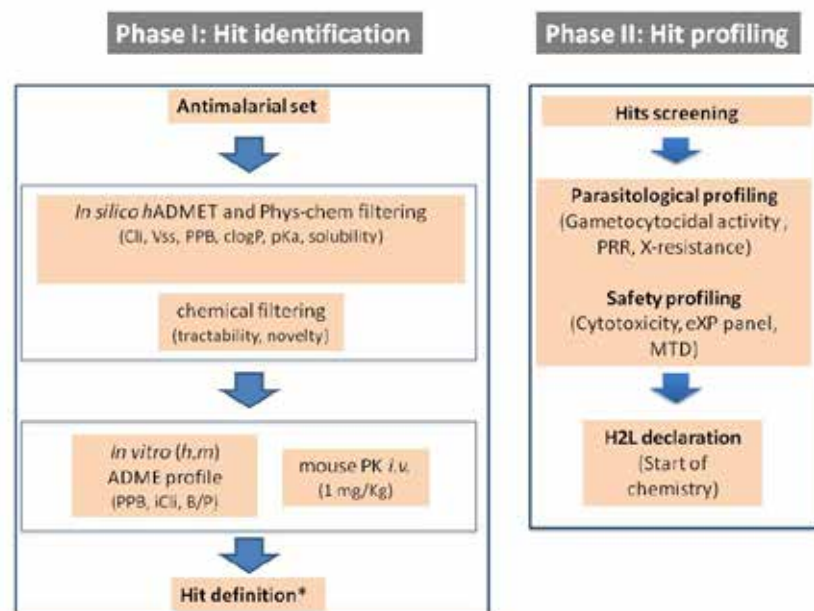 Phase I: Hit identification
Antimalarial set
In silico hADMET and Phys-chem filtering
(Cli, Vss, PPB, clogP, pKa, solubility)
chemical filtering
(tractability, novelty)
In vitro (h,m)
ADME profile
(PPB, iCli, B/P)
mouse PK i.v.
(1 mg/Kg)
Hit definition*
Phase II: Hit profiling
Hits screening
Parasitological profiling
(Gametocytocidal activity,
PRR, X-resistance)
Safety profiling
(Cytotoxicity, eXP panel,
MTD)
H2L declaration
(Start of
chemistry)